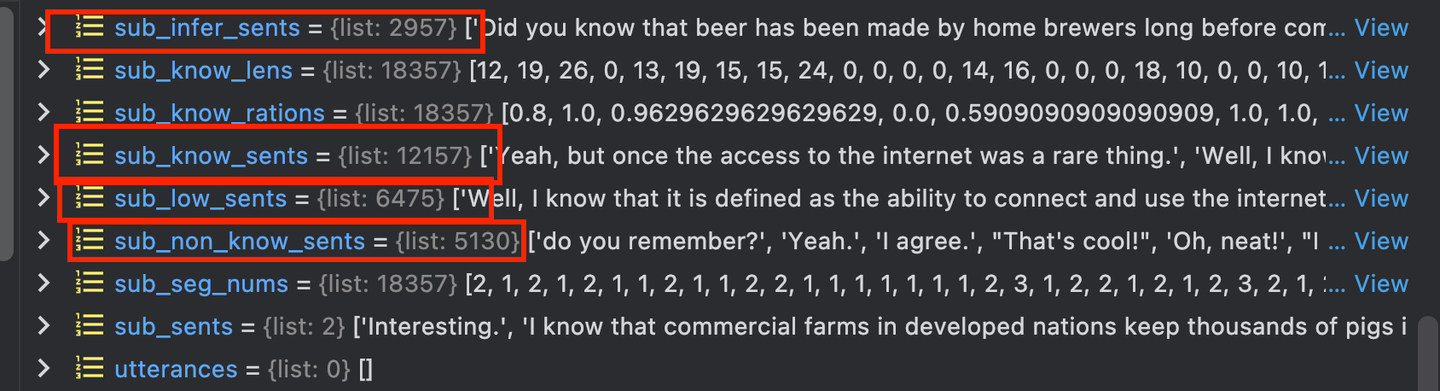 sub_infer_sents = {list: 2957} ['Did you know that beer has been made by home brewers long before com... View
sub_know_lens = {list: 18357} [12, 19, 26, 0, 13, 19, 15, 15, 24, 0, 0, 0, 0, 14, 16, 0, 0, 0, 18, 10, 0, 0, 10, 1... View
sub_know_rations = {list: 18357} [0.8, 1.0, 0.9629629629629629, 0.0, 0.5909090909090909, 1.0, 1.0, ... View
sub_know_sents = {list: 12157} ['Yeah, but once the access to the internet was a rare thing.', 'Well, I know... View
sub_low_sents = {list: 6475} ['Well, I know that it is defined as the ability to connect and use the internet... View
sub_non_know_sents = {list: 5130} ['do you remember?', 'Yeah.', 'I agree.', "That's cool!", 'Oh, neat!', "I ... View
sub_seg_nums = {list: 18357} [2, 1, 2, 1, 2, 1, 1, 2, 1, 1, 2, 2, 1, 1, 1, 1, 1, 1, 1, 2, 3, 1, 2, 2, 1, 2, 1, 2, 3, 2, 1, ... View
sub_sents = {list: 2} ['Interesting.', 'I know that commercial farms in developed nations keep thousands of pigs i
utterances = {list: 0} []